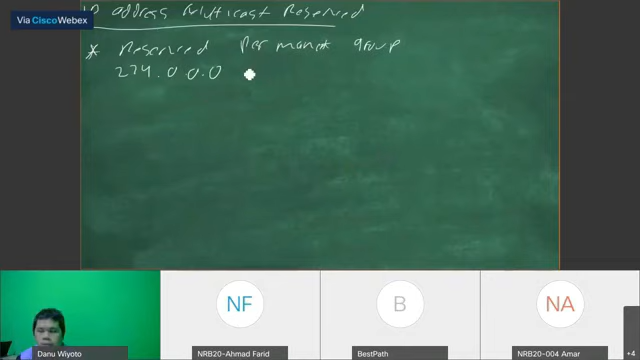 Via Cisco Webex
IP address Multicast Reserved
* Reserved Permanent group
224.0.0.0
NF
B
NA
Danu Wiyoto
NRB20-Ahmad Farid
BestPath
NRB20-004 Amar
+4